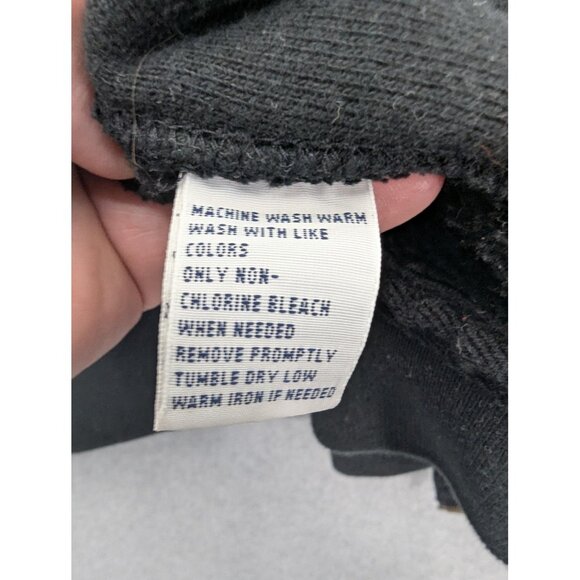 MACHINE WASH WARM
WASH WITH LIKE
COLORS
ONLY NON-
CHLORINE BLEACH
WHEN NEEDED
REMOVE PROMPTLY
TUMBLE DRY LOW
WARM IRON IF NEEDED